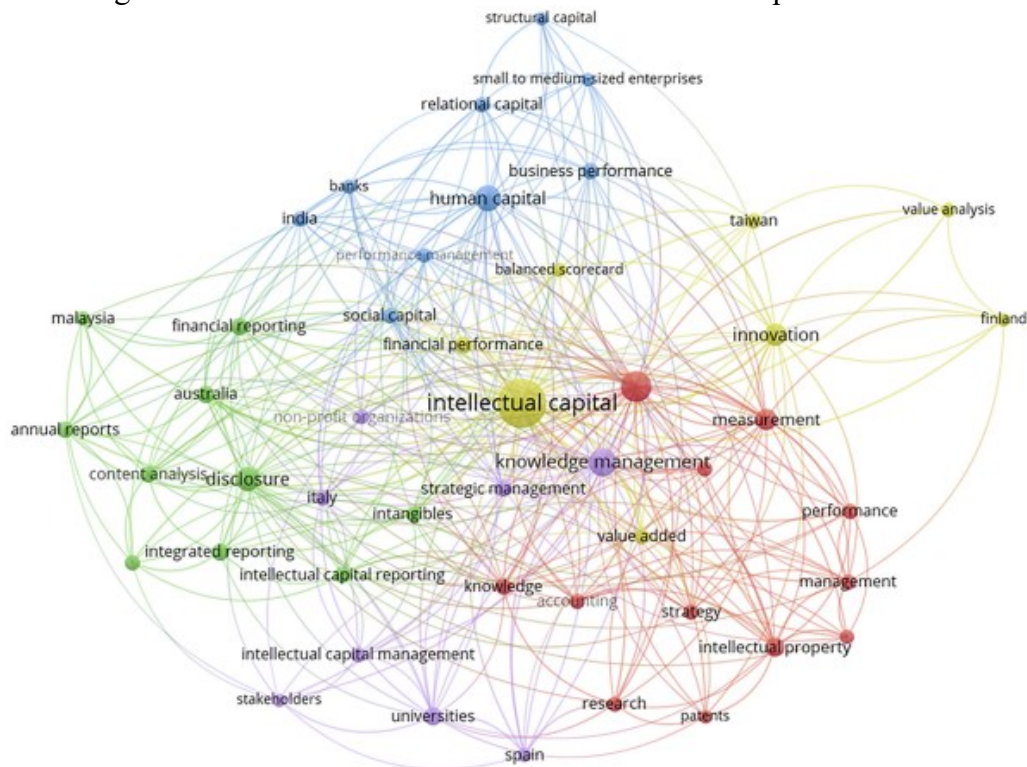 structural capital
small to medium-sized enterprises
relational capital
business performance
banks
human capital
india
taiwan
value analysis
performance management
balanced scorecard
malaysia
financial reporting
social capital
financial performance
innovation
finland
australia
intellectual capital
non-profit organizations
measurement
annual reports
content analysis
disclosure
knowledge management
strategic management
italy
intangibles
performance
value added
integrated reporting
intellectual capital reporting
knowledge
accounting
strategy
management
intellectual property
intellectual capital management
stakeholders
universities
research
patents
spain